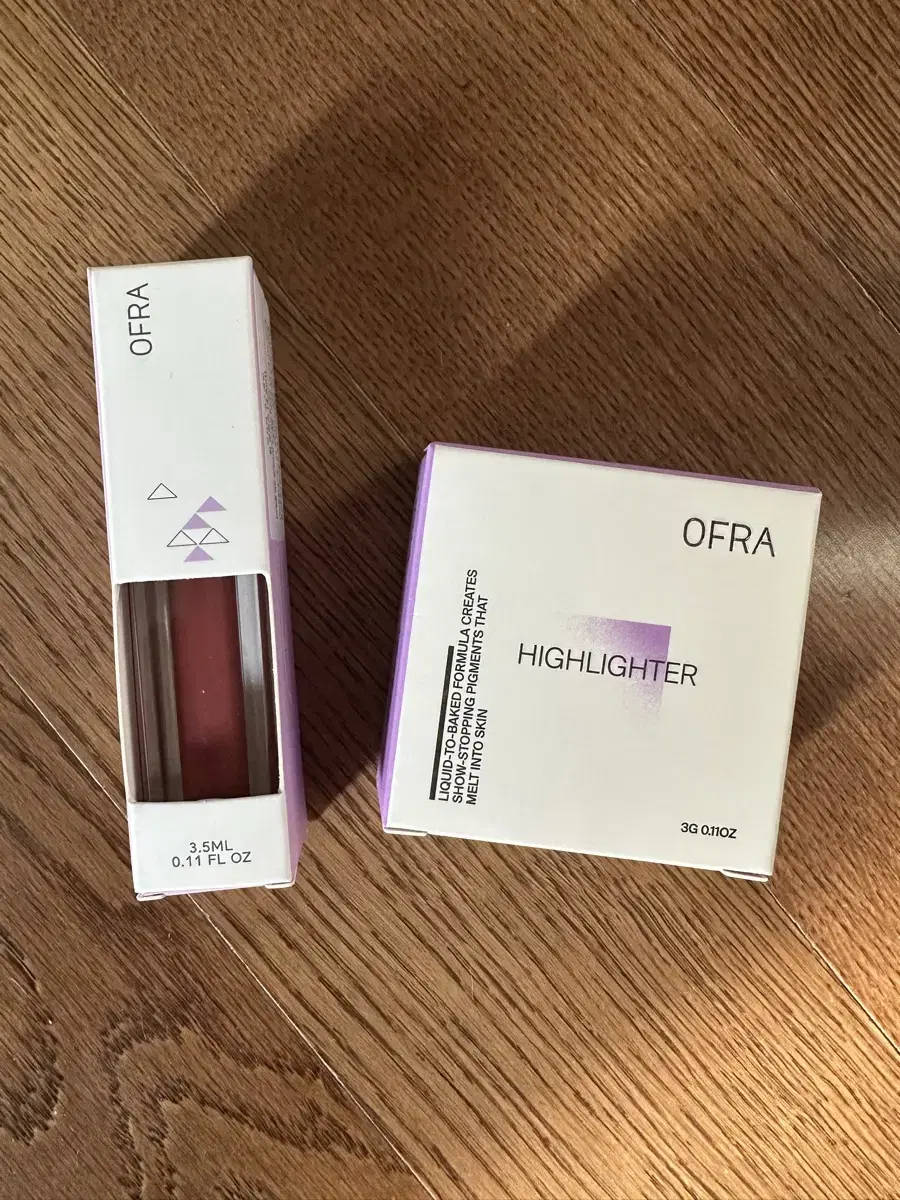 OFRA
3.5ML
0.11 FL OZ
OFRA
HIGHLIGHTER
LIQUID-TO-BAKED FORMULA CREATES
SHOW-STOPPING PIGMENTS THAT
MELT INTO SKIN
3G 0.11OZ